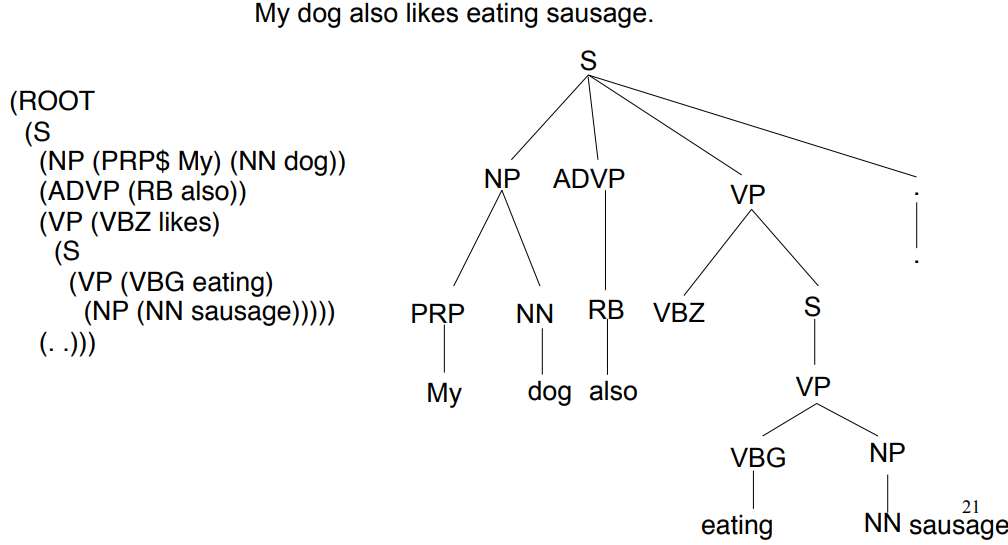 My dog also likes eating sausage.
(ROOT
(S
(NP (PRP$ My) (NN dog))
(ADVP (RB also))
(VP (VBZ likes)
(S
(VP (VBG eating)
(NP (NN sausage)))))
(. .)))
S
NP ADVP VP .
.
PRP NN RB VBZ S
My dog also
VP
VBG NP
eating NN sausage
21